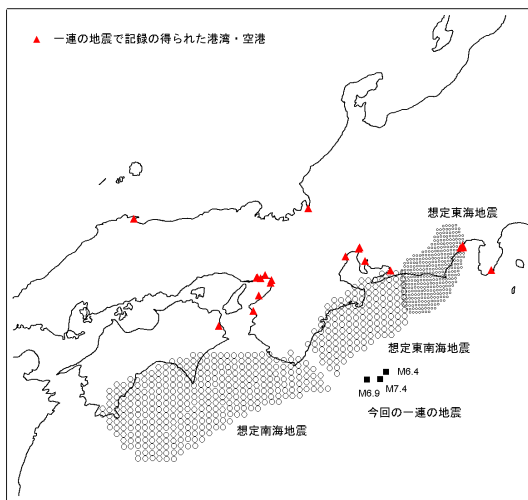 一連の地震で記録の得られた港湾・空港
想定東海地震
想定東南海地震
M6.4
M6.9
M7.4
今回の一連の地震
想定南海地震